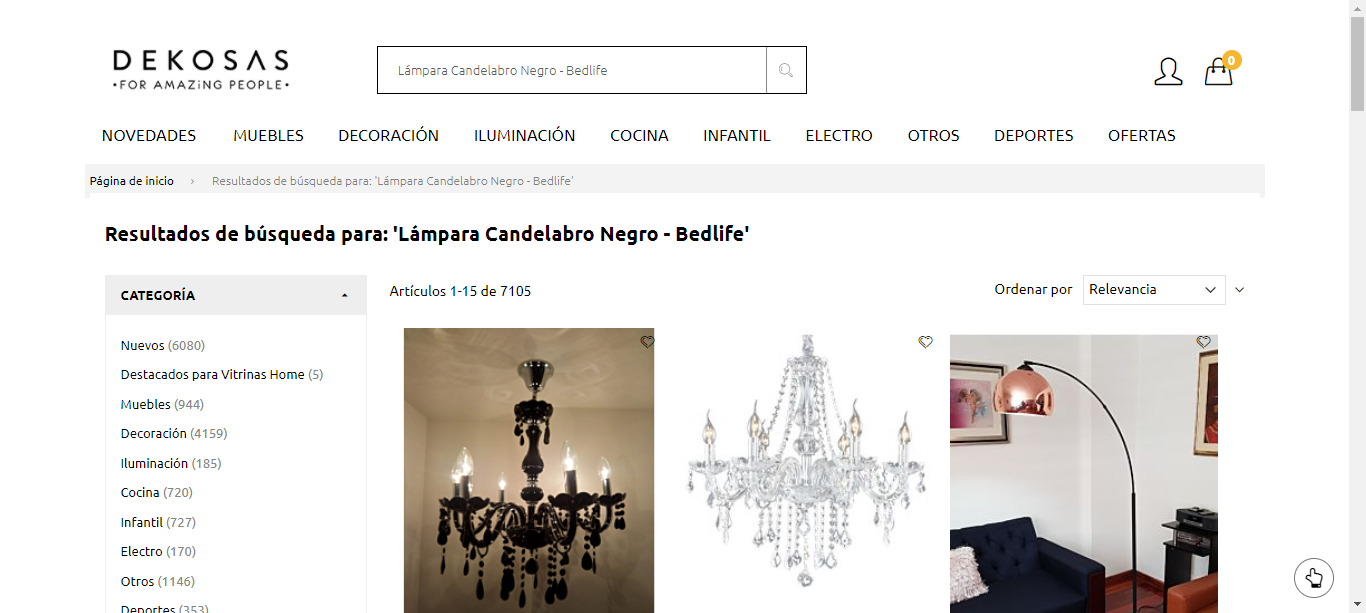 DEKOSAS
•FOR AMAZiNG PEOPLE•
Lámpara Candelabro Negro - Bedlife
0
NOVEDADES MUEBLES DECORACIÓN ILUMINACIÓN COCINA INFANTIL ELECTRO OTROS DEPORTES OFERTAS
Página de inicio › Resultados de búsqueda para: 'Lámpara Candelabro Negro - Bedlife'
Resultados de búsqueda para: 'Lámpara Candelabro Negro - Bedlife'
CATEGORÍA
Artículos 1-15 de 7105
Ordenar por Relevancia
Nuevos (6080)
Destacados para Vitrinas Home (5)
Muebles (944)
Decoración (4159)
Iluminación (185)
Cocina (720)
Infantil (727)
Electro (170)
Otros (1146)
Deportes (353)